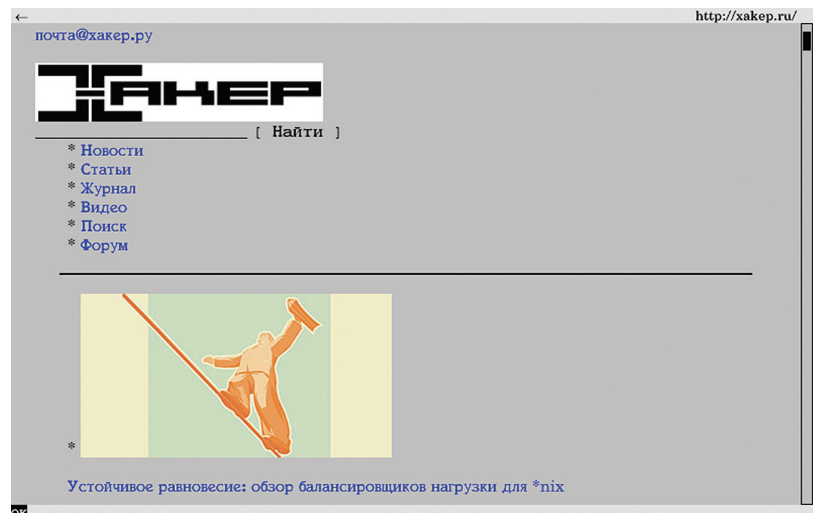 ← http://xakep.ru/
почта@хакер.ру
ХАКЕР
[ Найти ]
* Новости
* Статьи
* Журнал
* Видео
* Поиск
* Форум
*
Устойчивое равновесие: обзор балансировщиков нагрузки для *nix
OK